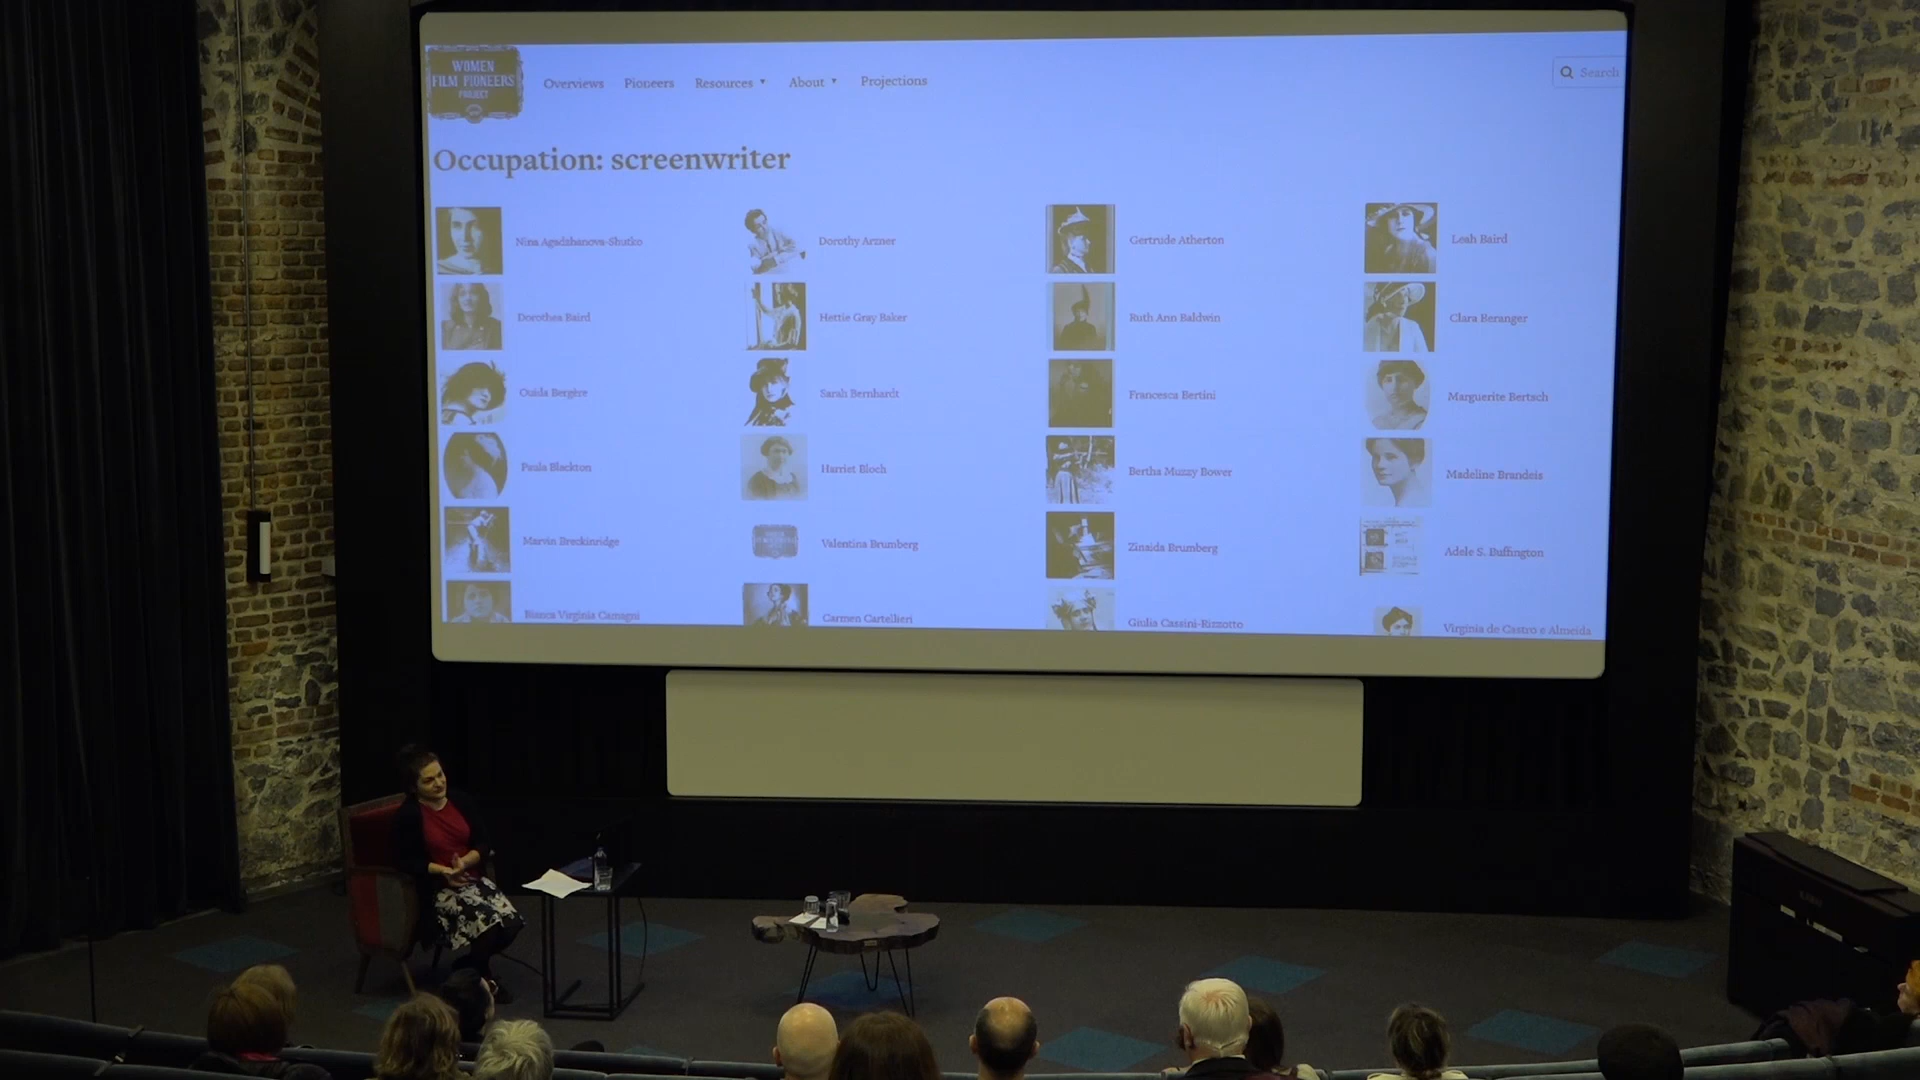 WOMEN
FILM PIONEERS
PROJECT
Overviews Pioneers Resources ▼ About ▼ Projections
Search
Occupation: screenwriter
Nina Agadzhanova-Shutko Dorothy Arzner Gertrude Atherton Leah Baird
Dorothea Baird Hettie Gray Baker Ruth Ann Baldwin Clara Beranger
Ouida Bergère Sarah Bernhardt Francesca Bertini Marguerite Bertsch
Paula Blackton Harriet Bloch Bertha Muzzy Bower Madeline Brandeis
Marvin Breckinridge Valentina Brumberg Zinaida Brumberg Adele S. Buffington
Bianca Virginia Camagni Carmen Cartellieri Giulia Cassini-Rizzotto Virgínia de Castro e Almeida